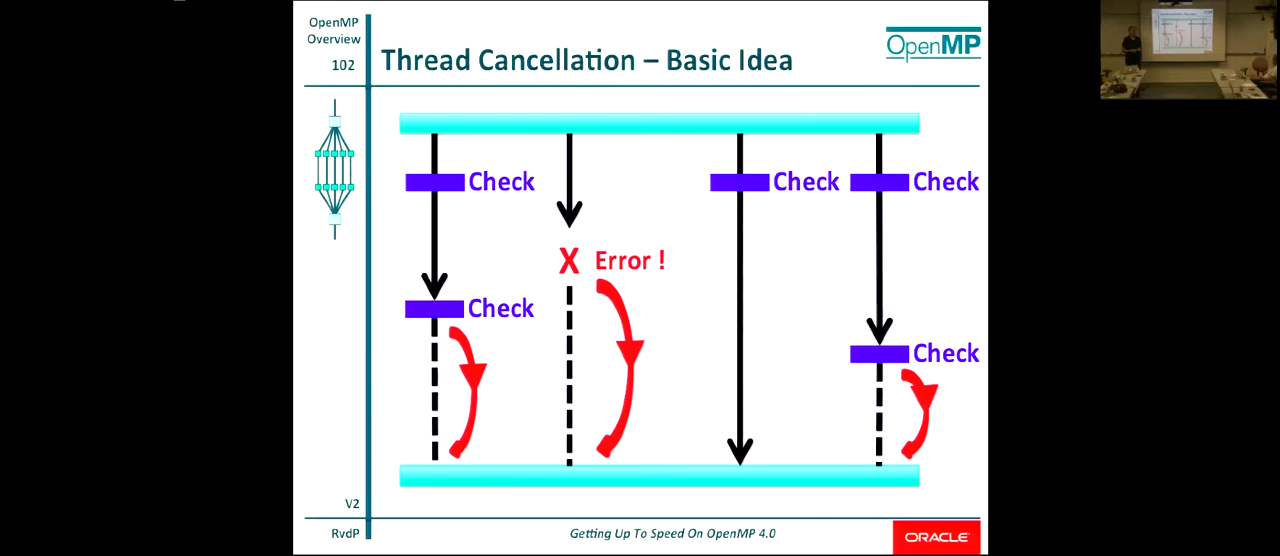 OpenMP
Overview
102
Thread Cancellation – Basic Idea
OpenMP
Check
Check
Check
X Error !
Check
Check
V2
RvdP
Getting Up To Speed On OpenMP 4.0
ORACLE